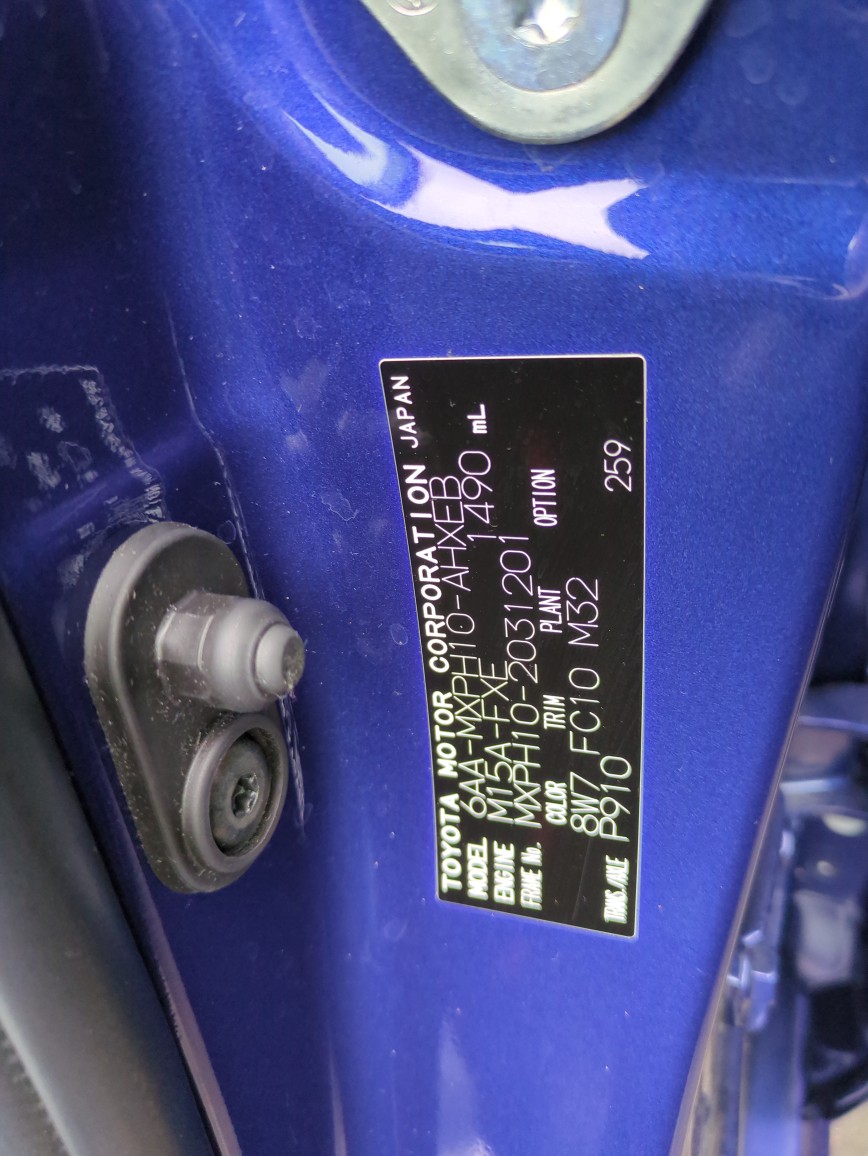 TOYOTA MOTOR CORPORATION JAPAN
MODEL 6AA-MXPH10-AHXEB
ENGINE M15A-FXE 1490 mL
FRAME No. MXPH10-2031201
COLOR TRIM PLANT OPTION
8W7 FC10 M32
TRANS./AXLE P910 259